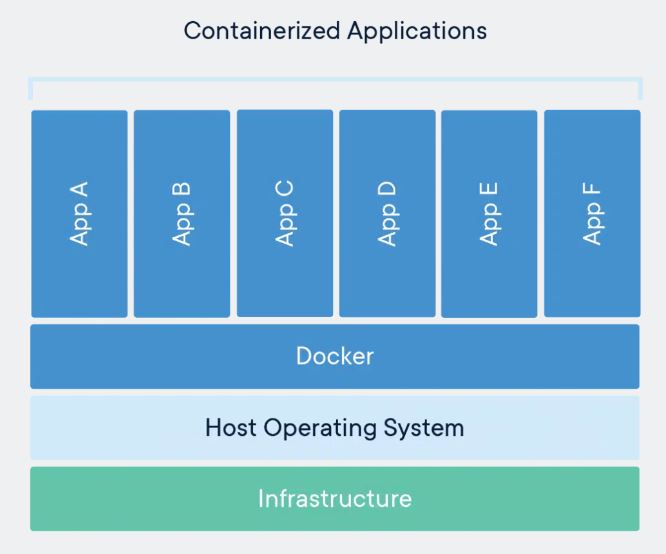 Containerized Applications
App A
App B
App C
App D
App E
App F
Docker
Host Operating System
Infrastructure